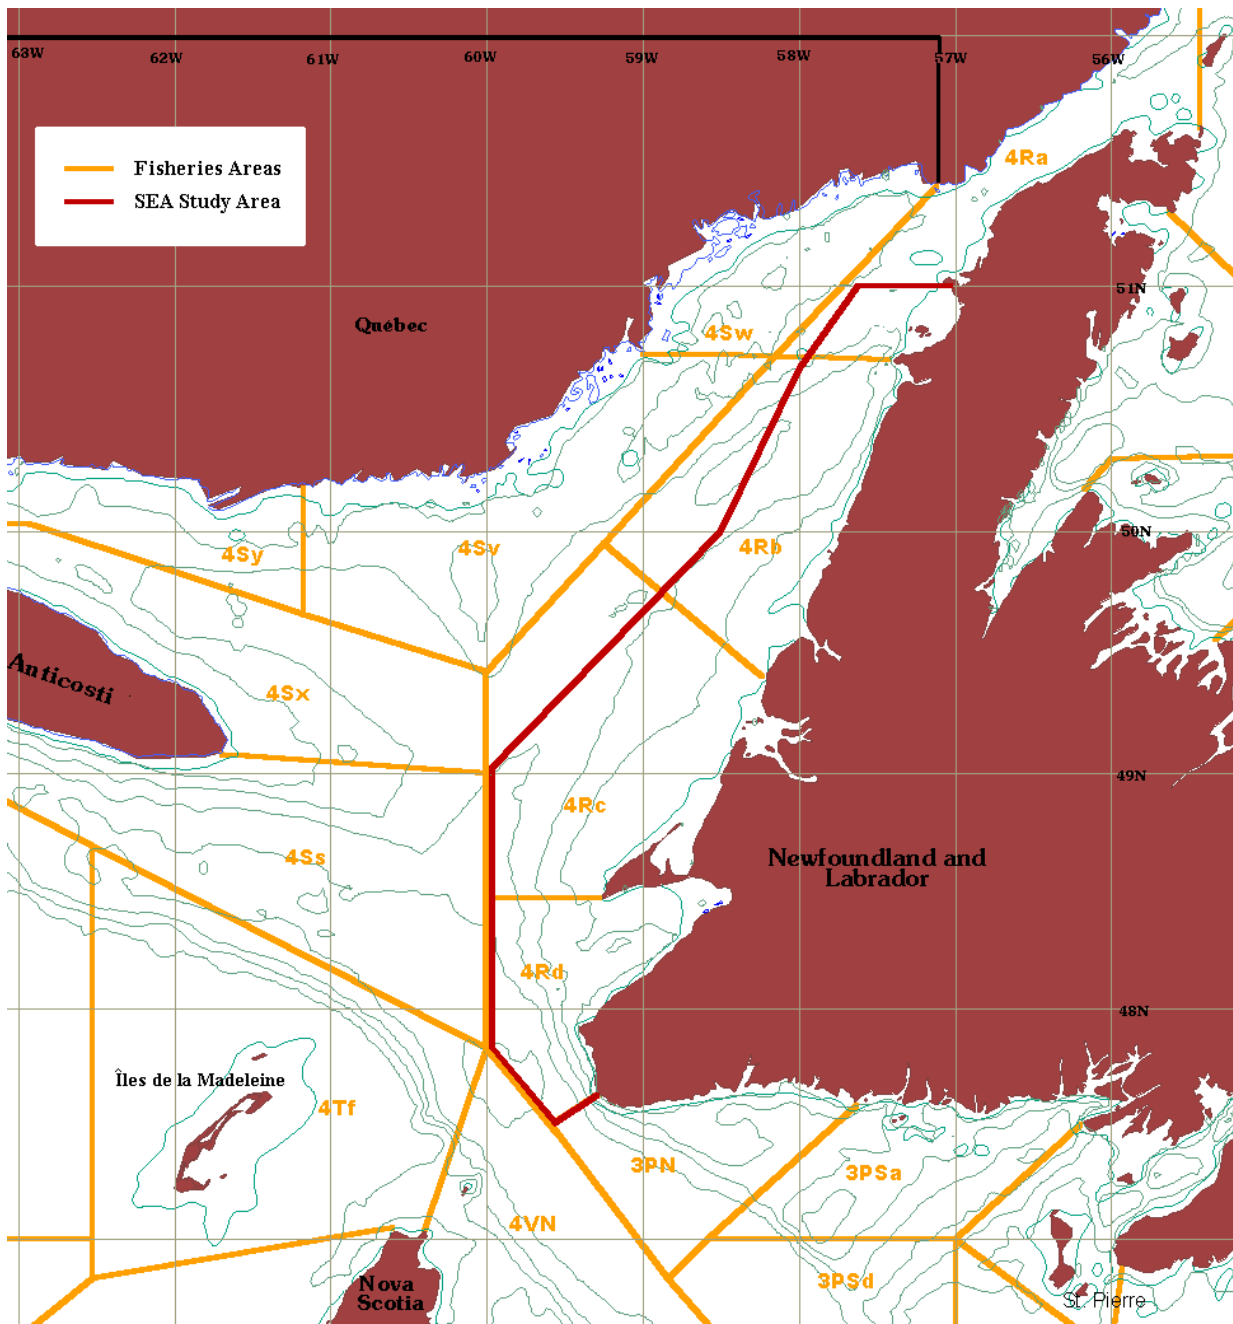 63W
62W
61W
60W
59W
58W
57W
56W
Fisheries Areas
SEA Study Area
4Ra
51N
Québec
4Sw
50N
4Sy
4Sv
4Rb
Anticosti
4Sx
49N
4Rc
4Ss
Newfoundland and
Labrador
4Rd
48N
Îles de la Madeleine
4Tf
3PN
3PSa
4VN
3PSd
Nova
Scotia
St. Pierre